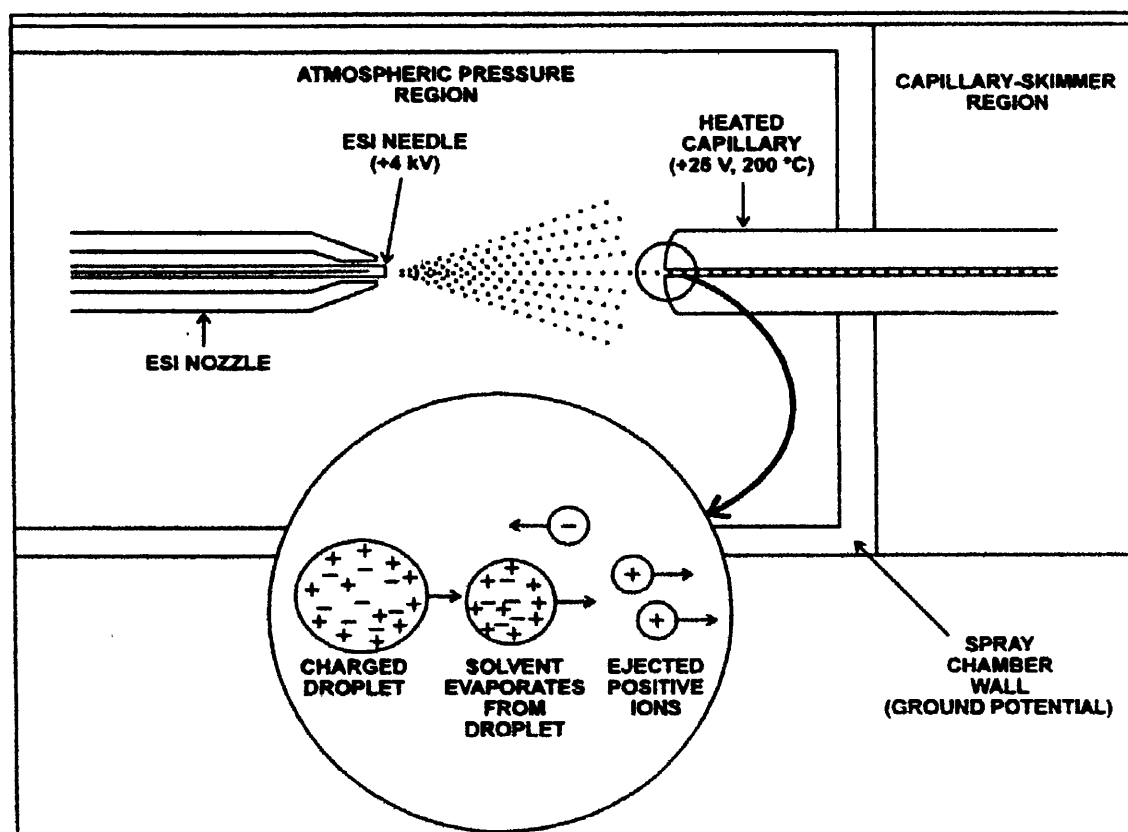 ATMOSPHERIC PRESSURE
REGION
CAPILLARY-SKIMMER
REGION
ESI NEEDLE
(+4 kV)
HEATED
CAPILLARY
(+25 V, 200 °C)
ESI NOZZLE
CHARGED
DROPLET
SOLVENT
EVAPORATES
FROM
DROPLET
EJECTED
POSITIVE
IONS
SPRAY
CHAMBER
WALL
(GROUND POTENTIAL)